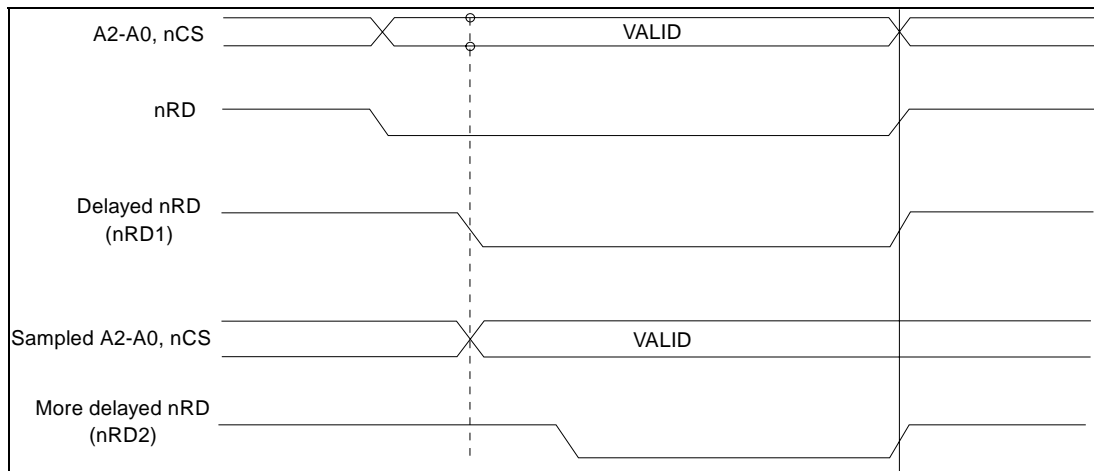 A2-A0, nCS
VALID
nRD
Delayed nRD
(nRD1)
Sampled A2-A0, nCS
VALID
More delayed nRD
(nRD2)